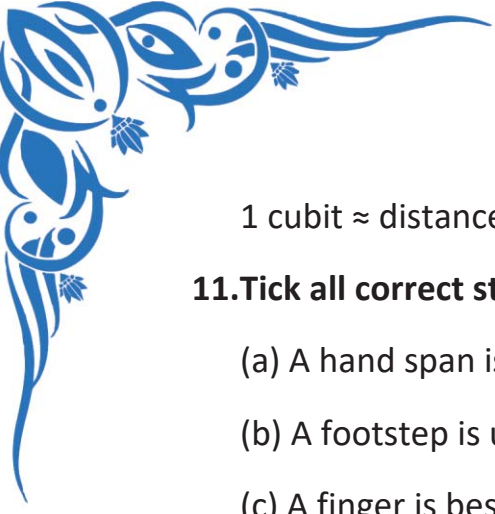 1 cubit ≈ distance
11.Tick all correct st
(a) A hand span is
(b) A footstep is u
(c) A finger is bes